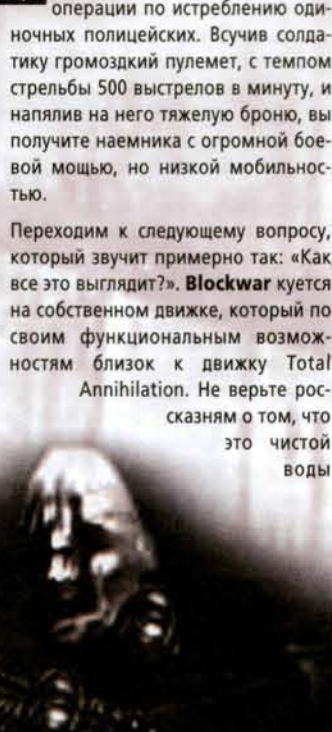 операции по истреблению оди-
ночных полицейских. Всучив солда-
тику громоздкий пулемет, с темпом
стрельбы 500 выстрелов в минуту, и
напялив на него тяжелую броню, вы
получите наемника с огромной бое-
вой мощью, но низкой мобильнос-
тью.
Переходим к следующему вопросу,
который звучит примерно так: «Как
все это выглядит?». Blockwar куется
на собственном движке, который по
своим функциональным возмож-
ностям близок к движку Total
Annihilation. Не верьте рос-
сказням о том, что
это чистой
воды